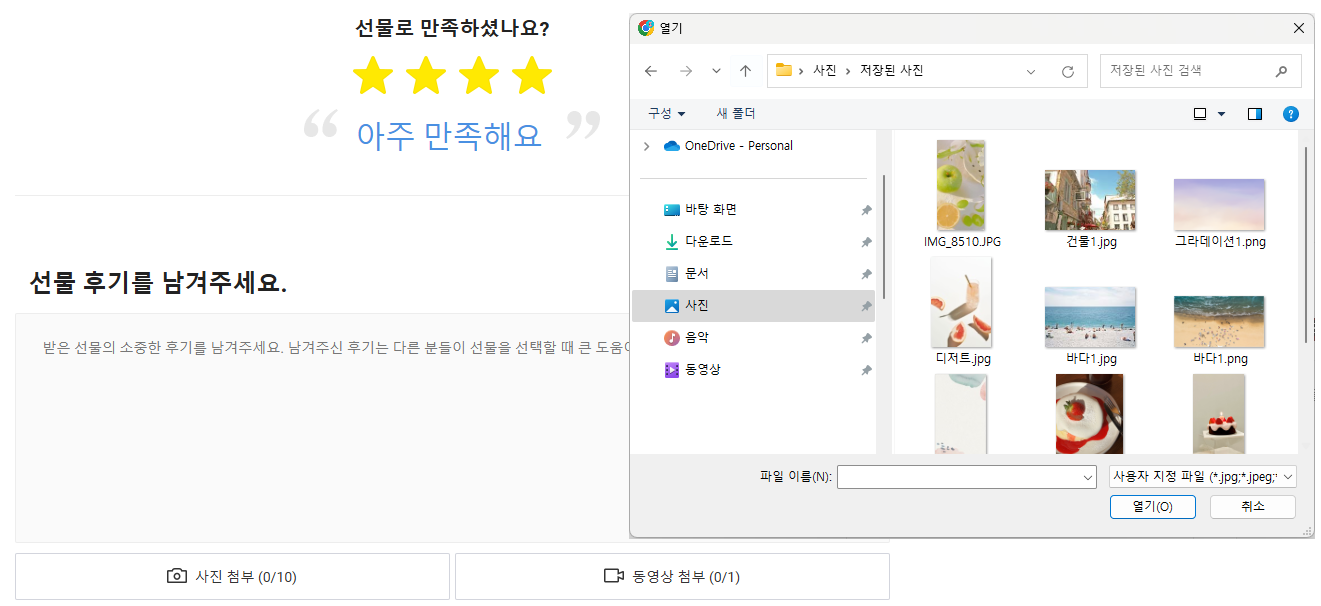 선물로 만족하셨나요?
“ 아주 만족해요 ”
선물 후기를 남겨주세요.
받은 선물의 소중한 후기를 남겨주세요. 남겨주신 후기는 다른 분들이 선물을 선택할 때 큰
사진 첨부 (0/10)
동영상 첨부 (0/1)
열기
사진 › 저장된 사진
저장된 사진 검색
구성
새 폴더
OneDrive - Personal
바탕 화면
다운로드
문서
사진
음악
동영상
IMG_8510.JPG
건물1.jpg
그라데이션1.png
디저트.jpg
바다1.jpg
바다1.png
파일 이름(N):
사용자 지정 파일 (*.jpg;*.jpeg;*
열기(O)
취소